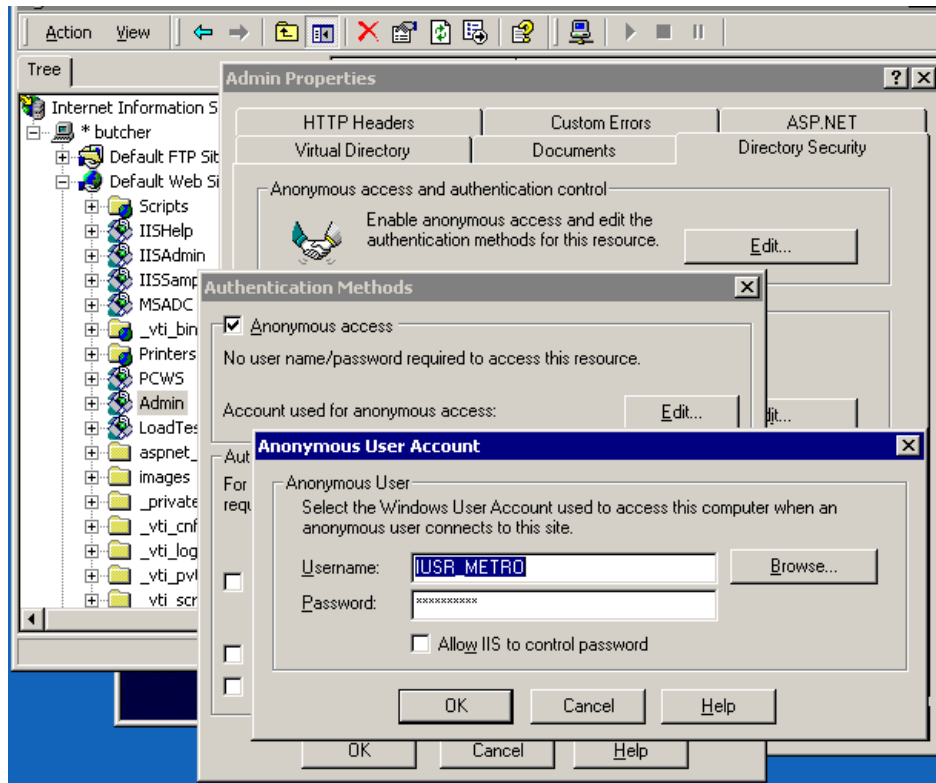 Action View
Tree
Internet Information S
* butcher
Default FTP Sit
Default Web Si
Scripts
IISHelp
IISAdmin
IISSamp
MSADC
_vti_bin
Printers
PCWS
Admin
LoadTes
aspnet_
images
_private
_vti_cnf
_vti_log
_vti_pvt
_vti_scr
Admin Properties
HTTP Headers Custom Errors ASP.NET
Virtual Directory Documents Directory Security
Anonymous access and authentication control
Enable anonymous access and edit the
authentication methods for this resource.
Edit...
Authentication Methods
Anonymous access
No user name/password required to access this resource.
Account used for anonymous access:
Edit...
Aut
For
requ
Anonymous User Account
Anonymous User
Select the Windows User Account used to access this computer when an
anonymous user connects to this site.
Username: IUSR_METRO
Browse...
Password: **********
Allow IIS to control password
OK Cancel Help
OK Cancel Help